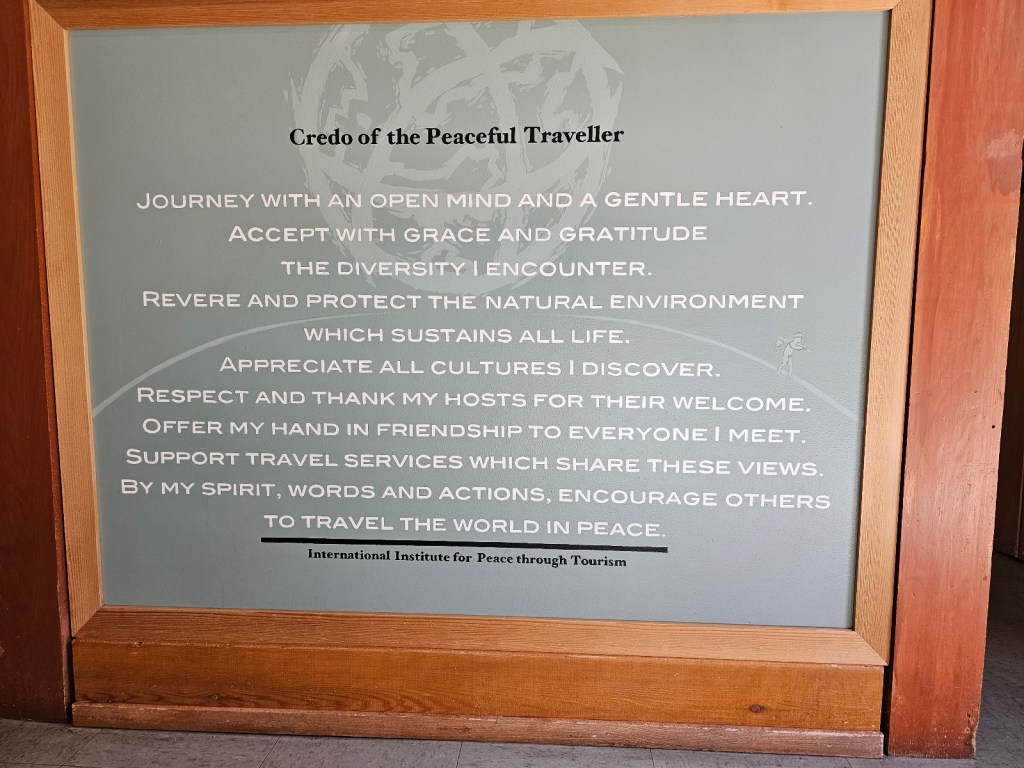 Credo of the Peaceful Traveller
JOURNEY WITH AN OPEN MIND AND A GENTLE HEART.
ACCEPT WITH GRACE AND GRATITUDE
THE DIVERSITY I ENCOUNTER.
REVERE AND PROTECT THE NATURAL ENVIRONMENT
WHICH SUSTAINS ALL LIFE.
APPRECIATE ALL CULTURES I DISCOVER.
RESPECT AND THANK MY HOSTS FOR THEIR WELCOME.
OFFER MY HAND IN FRIENDSHIP TO EVERYONE I MEET.
SUPPORT TRAVEL SERVICES WHICH SHARE THESE VIEWS.
BY MY SPIRIT, WORDS AND ACTIONS, ENCOURAGE OTHERS
TO TRAVEL THE WORLD IN PEACE.
International Institute for Peace through Tourism